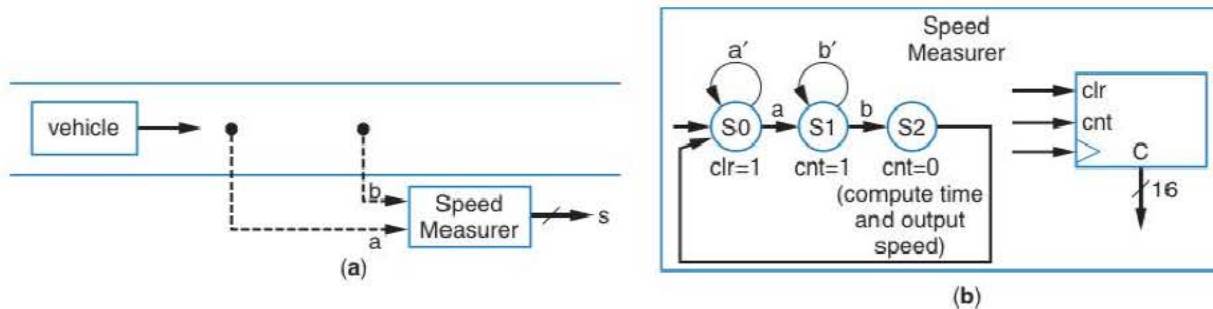 vehicle
b
a
Speed
Measurer
s
(a)
Speed
Measurer
a′
b′
S0
a
S1
b
S2
clr=1
cnt=1
cnt=0
(compute time
and output
speed)
clr
cnt
C
16
(b)